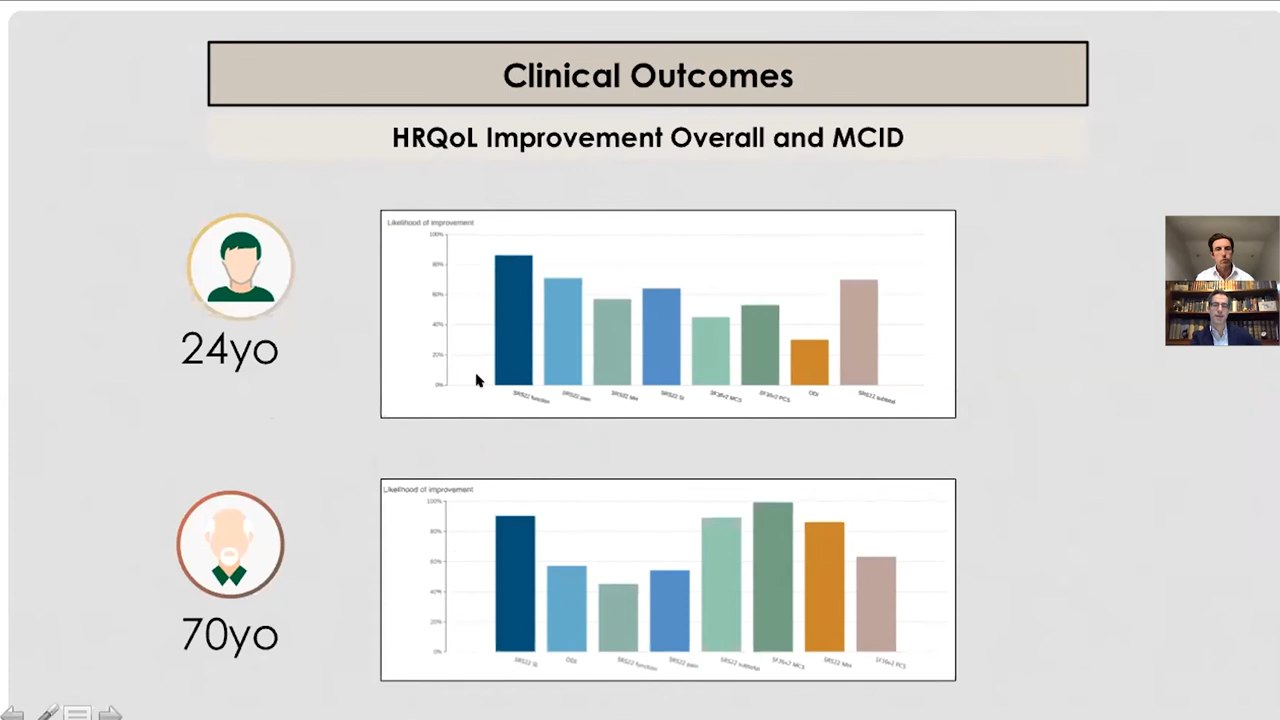 Clinical Outcomes
HRQoL Improvement Overall and MCID
24yo
Likelihood of improvement
100%
80%
60%
40%
20%
0%
SRS22 function
SRS22 pain
SRS22 MH
SRS22 SI
SF36v2 MCS
SF36v2 PCS
ODI
SRS22 subtotal
70yo
Likelihood of improvement
100%
80%
60%
40%
20%
0%
SRS22 SI
ODI
SRS22 function
SRS22 pain
SRS22 subtotal
SF36v2 MCS
SRS22 MH
SF36v2 PCS